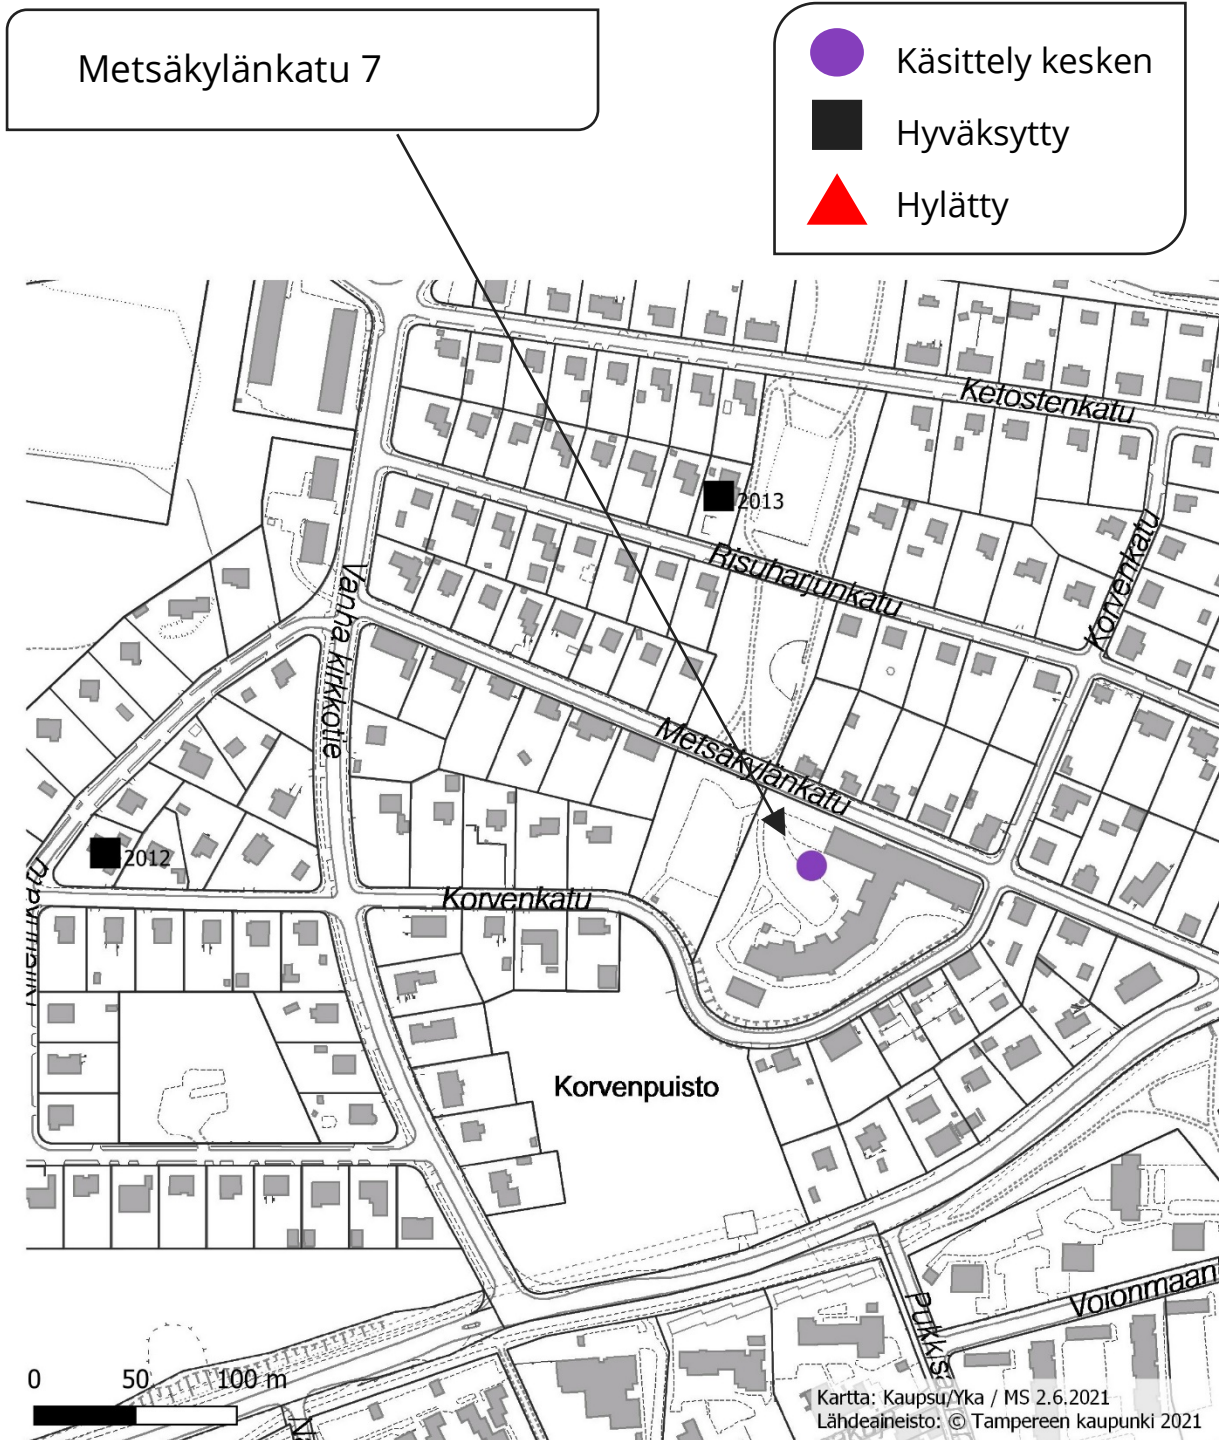 Metsäkylänkatu 7
Käsittely kesken
Hyväksytty
Hylätty
Ketostenkatu
2013
Risuharjunkatu
Korvenkatu
Vanha kirkkotie
Metsäkylänkatu
2012
Korvenkatu
Korvenpuisto
Voionmaan
Pukksi
0 50 100 m
Kartta: Kaupsu/Yka / MS 2.6.2021
Lähdeaineisto: © Tampereen kaupunki 2021